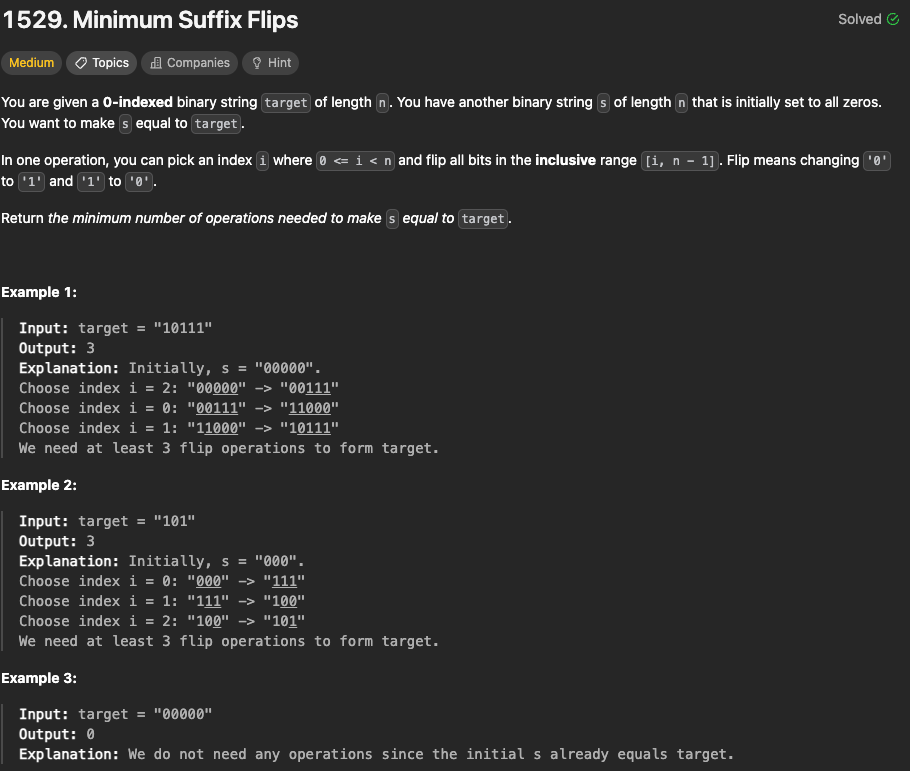 1529. Minimum Suffix Flips
Solved
Medium Topics Companies Hint
You are given a 0-indexed binary string target of length n. You have another binary string s of length n that is initially set to all zeros.
You want to make s equal to target.
In one operation, you can pick an index i where 0 <= i < n and flip all bits in the inclusive range [i, n - 1]. Flip means changing '0'
to '1' and '1' to '0'.
Return the minimum number of operations needed to make s equal to target.
Example 1:
Input: target = "10111"
Output: 3
Explanation: Initially, s = "00000".
Choose index i = 2: "00000" -> "00111"
Choose index i = 0: "00111" -> "11000"
Choose index i = 1: "11000" -> "10111"
We need at least 3 flip operations to form target.
Example 2:
Input: target = "101"
Output: 3
Explanation: Initially, s = "000".
Choose index i = 0: "000" -> "111"
Choose index i = 1: "111" -> "100"
Choose index i = 2: "100" -> "101"
We need at least 3 flip operations to form target.
Example 3:
Input: target = "00000"
Output: 0
Explanation: We do not need any operations since the initial s already equals target.